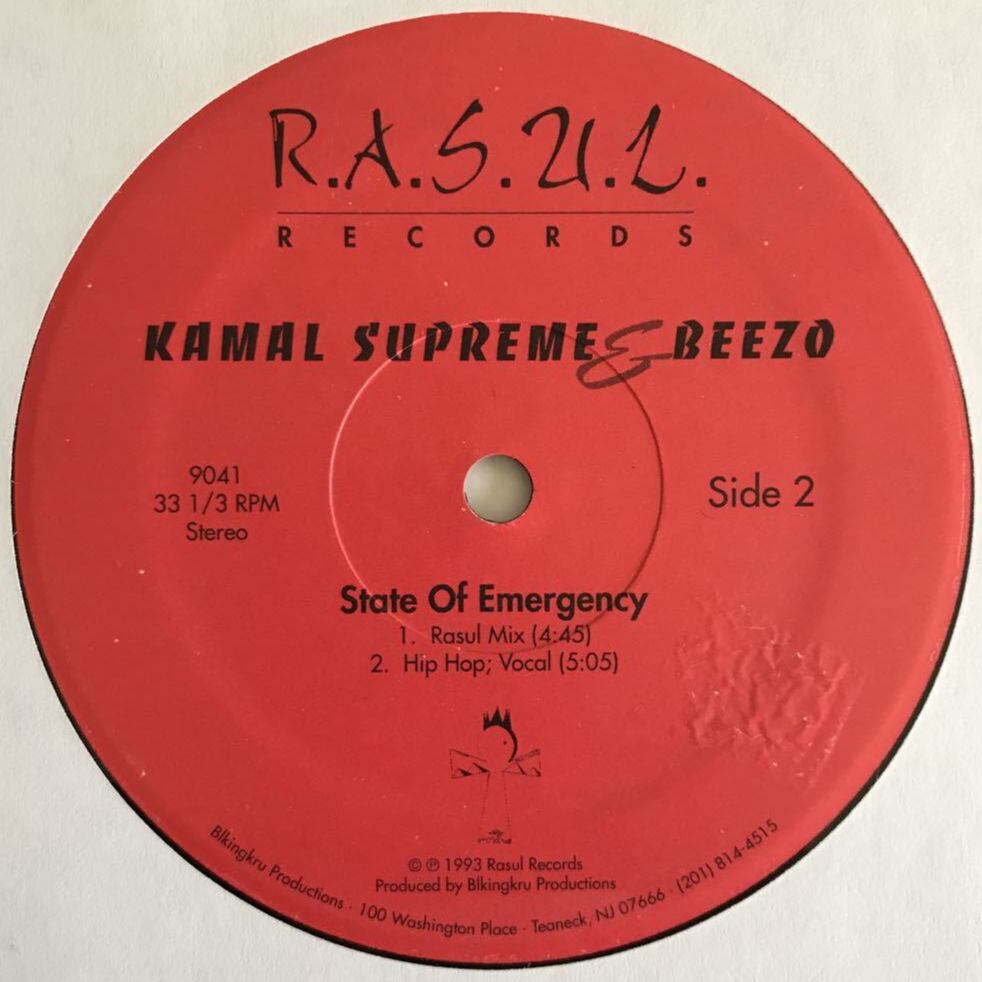 R.A.S.U.L.
RECORDS
KAMAL SUPREME & BEEZO
9041
33 1/3 RPM
Stereo
Side 2
State Of Emergency
1. Rasul Mix (4:45)
2. Hip Hop; Vocal (5:05)
© ℗ 1993 Rasul Records
Produced by Blkingkru Productions
Blkingkru Productions · 100 Washington Place · Teaneck, NJ 07666 · (201) 814-4515